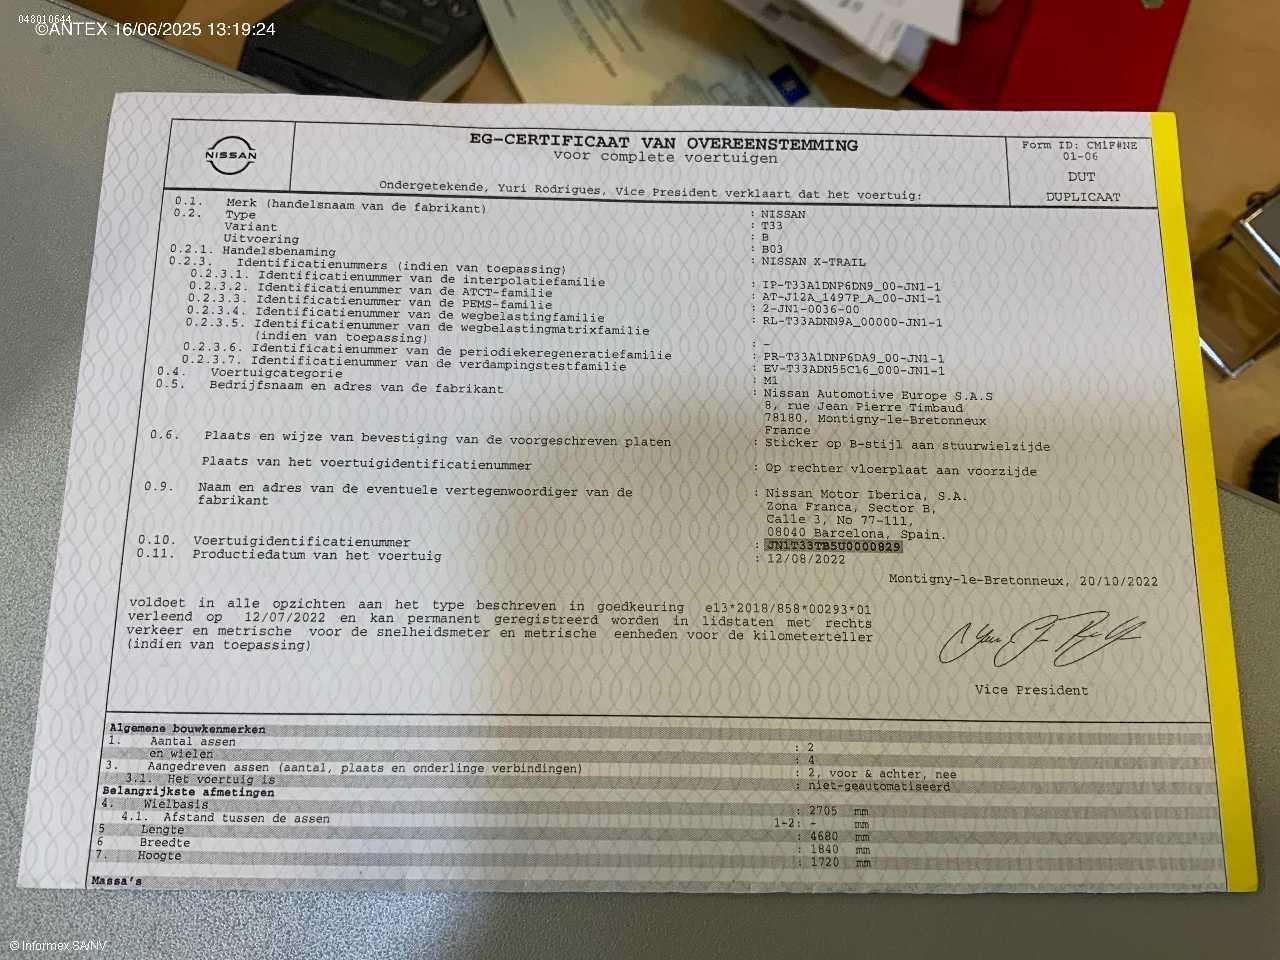 048010644
©ANTEX 16/06/2025 13:19:24
NISSAN
EG-CERTIFICAAT VAN OVEREENSTEMMING
voor complete voertuigen
Ondergetekende, Yuri Rodrigues, Vice President verklaart dat het voertuig:
Form ID: CM1F#NE
01-06
DUT
DUPLICAAT
0.1. Merk (handelsnaam van de fabrikant) : NISSAN
0.2. Type : T33
Variant : B
Uitvoering : B03
0.2.1. Handelsbenaming : NISSAN X-TRAIL
0.2.3. Identificatienummers (indien van toepassing)
0.2.3.1. Identificatienummer van de interpolatiefamilie : IP-T33A1DNP6DN9_00-JN1-1
0.2.3.2. Identificatienummer van de ATCT-familie : AT-J12A_1497P_A_00-JN1-1
0.2.3.3. Identificatienummer van de PEMS-familie : 2-JN1-0036-00
0.2.3.4. Identificatienummer van de wegbelastingfamilie : RL-T33ADNN9A_00000-JN1-1
0.2.3.5. Identificatienummer van de wegbelastingmatrixfamilie
(indien van toepassing) : -
0.2.3.6. Identificatienummer van de periodiekeregeneratiefamilie : PR-T33A1DNP6DA9_00-JN1-1
0.2.3.7. Identificatienummer van de verdampingstestfamilie : EV-T33ADN55C16_000-JN1-1
0.4. Voertuigcategorie : M1
0.5. Bedrijfsnaam en adres van de fabrikant : Nissan Automotive Europe S.A.S
8, rue Jean Pierre Timbaud
78180, Montigny-le-Bretonneux
France
0.6. Plaats en wijze van bevestiging van de voorgeschreven platen : Sticker op B-stijl aan stuurwielzijde
Plaats van het voertuigidentificatienummer : Op rechter vloerplaat aan voorzijde
0.9. Naam en adres van de eventuele vertegenwoordiger van de : Nissan Motor Iberica, S.A.
fabrikant Zona Franca, Sector B,
Calle 3, No 77-111,
08040 Barcelona, Spain.
0.10. Voertuigidentificatienummer : JN1T33TB5U0000829
0.11. Productiedatum van het voertuig : 12/08/2022
Montigny-le-Bretonneux, 20/10/2022
voldoet in alle opzichten aan het type beschreven in goedkeuring e13*2018/858*00293*01
verleend op 12/07/2022 en kan permanent geregistreerd worden in lidstaten met rechts
verkeer en metrische voor de snelheidsmeter en metrische eenheden voor de kilometerteller
(indien van toepassing)
Vice President
Algemene bouwkenmerken
1. Aantal assen : 2
en wielen : 4
3. Aangedreven assen (aantal, plaats en onderlinge verbindingen) : 2, voor & achter, nee
3.1. Het voertuig is : niet-geautomatiseerd
Belangrijkste afmetingen
4. Wielbasis : 2705 mm
4.1. Afstand tussen de assen 1-2: - mm
5 Lengte : 4680 mm
6 Breedte : 1840 mm
7. Hoogte : 1720 mm
Massa's
© Informex SA/NV